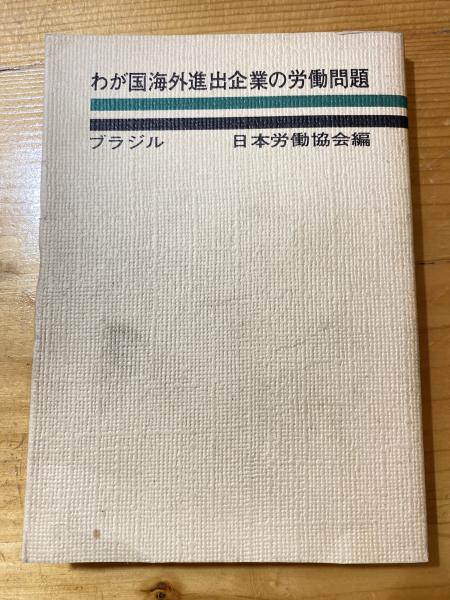 わが国海外進出企業の労働問題
ブラジル 日本労働協会編